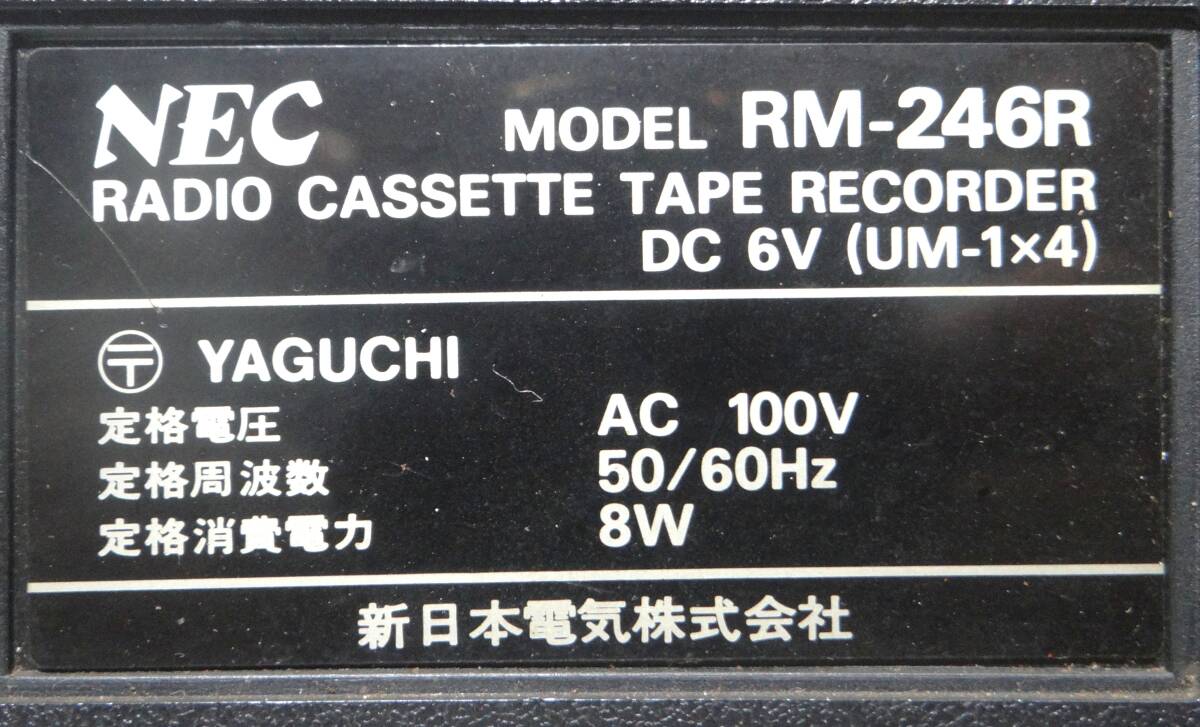 NEC MODEL RM-246R
RADIO CASSETTE TAPE RECORDER
DC 6V (UM-1×4)
〶 YAGUCHI
定格電圧 AC 100V
定格周波数 50/60Hz
定格消費電力 8W
新日本電気株式会社